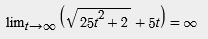 lim_{t→∞} (√(25t² + 2) + 5t) = ∞